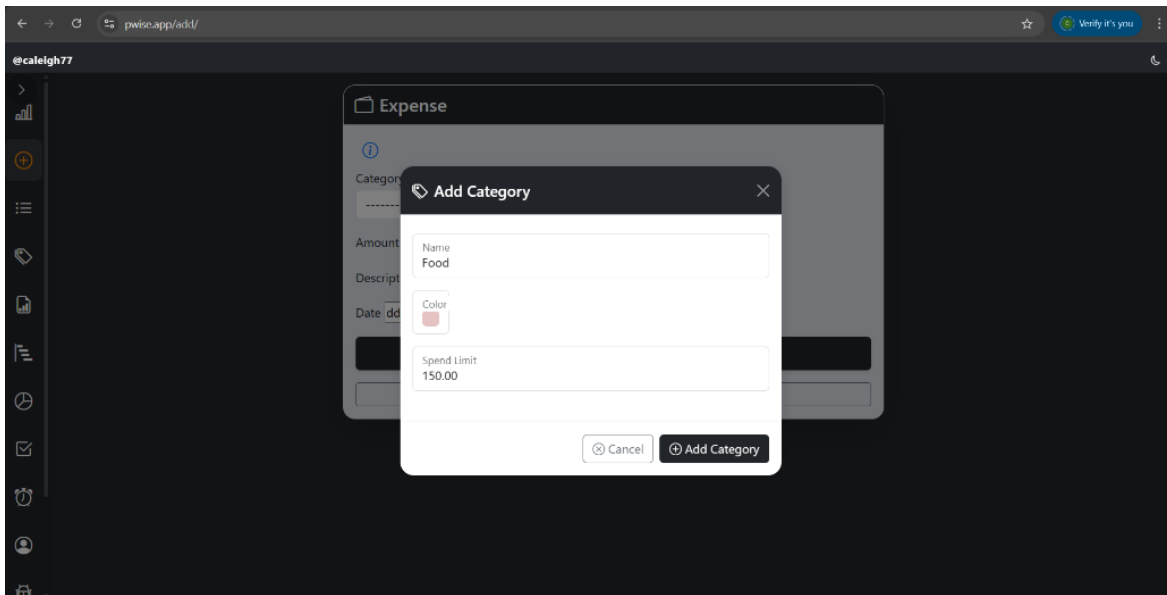 pwise.app/add/
Verify it's you
@caleigh77
Expense
Category
-------
Amount
Descript
Date dd
Add Category
Name
Food
Color
Spend Limit
150.00
Cancel
Add Category